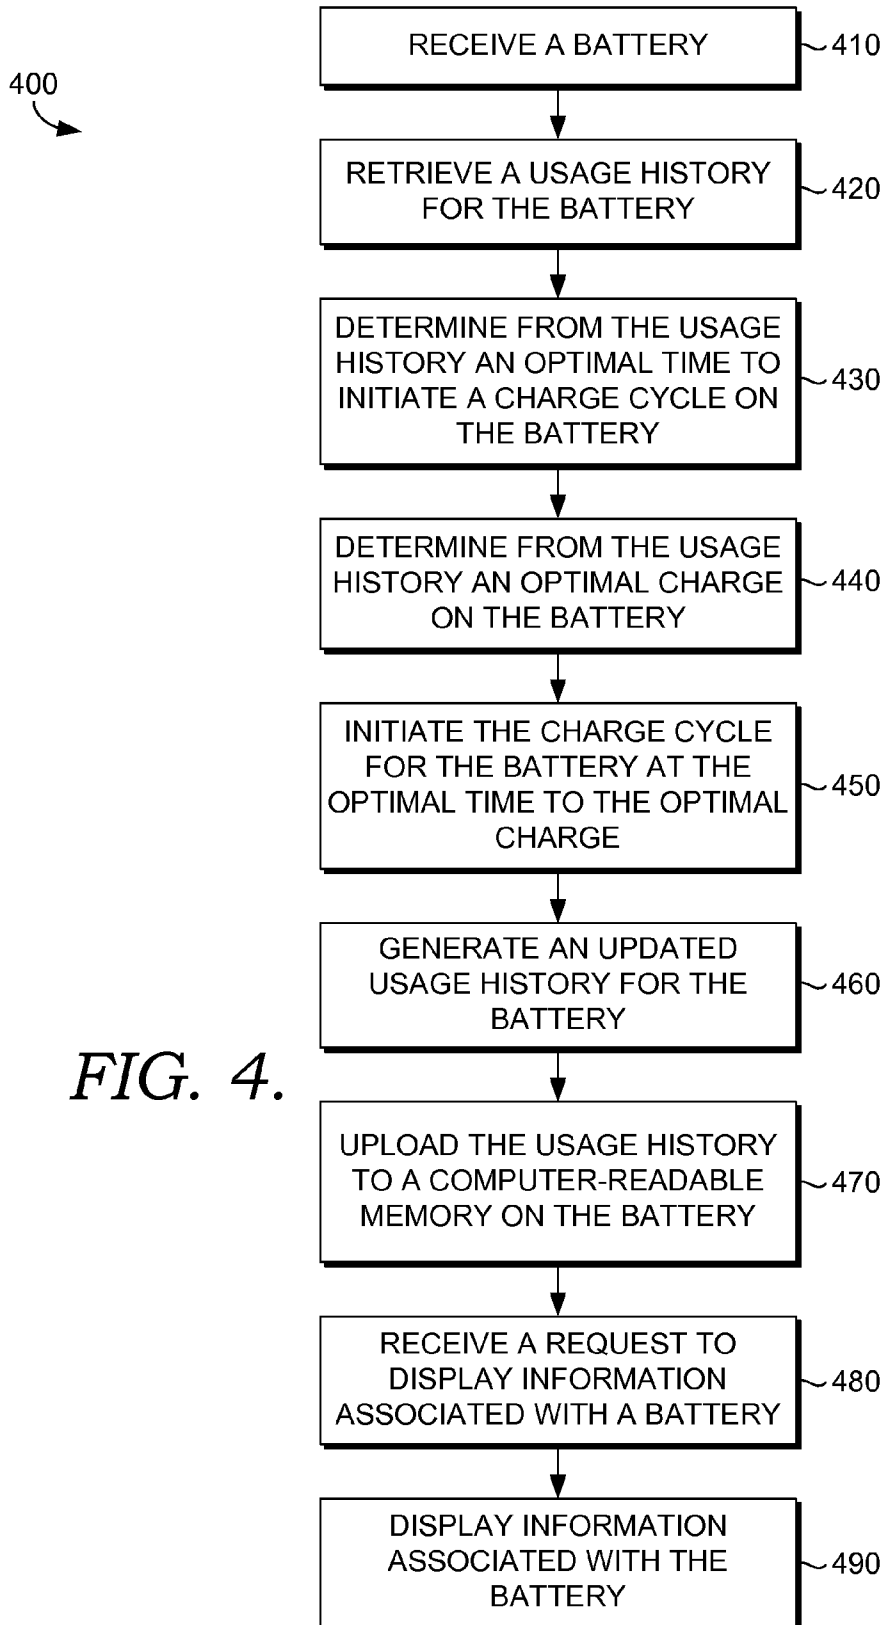 400
RECEIVE A BATTERY
410
RETRIEVE A USAGE HISTORY
FOR THE BATTERY
420
DETERMINE FROM THE USAGE
HISTORY AN OPTIMAL TIME TO
INITIATE A CHARGE CYCLE ON
THE BATTERY
430
DETERMINE FROM THE USAGE
HISTORY AN OPTIMAL CHARGE
ON THE BATTERY
440
INITIATE THE CHARGE CYCLE
FOR THE BATTERY AT THE
OPTIMAL TIME TO THE OPTIMAL
CHARGE
450
GENERATE AN UPDATED
USAGE HISTORY FOR THE
BATTERY
460
FIG. 4.
UPLOAD THE USAGE HISTORY
TO A COMPUTER-READABLE
MEMORY ON THE BATTERY
470
RECEIVE A REQUEST TO
DISPLAY INFORMATION
ASSOCIATED WITH A BATTERY
480
DISPLAY INFORMATION
ASSOCIATED WITH THE
BATTERY
490